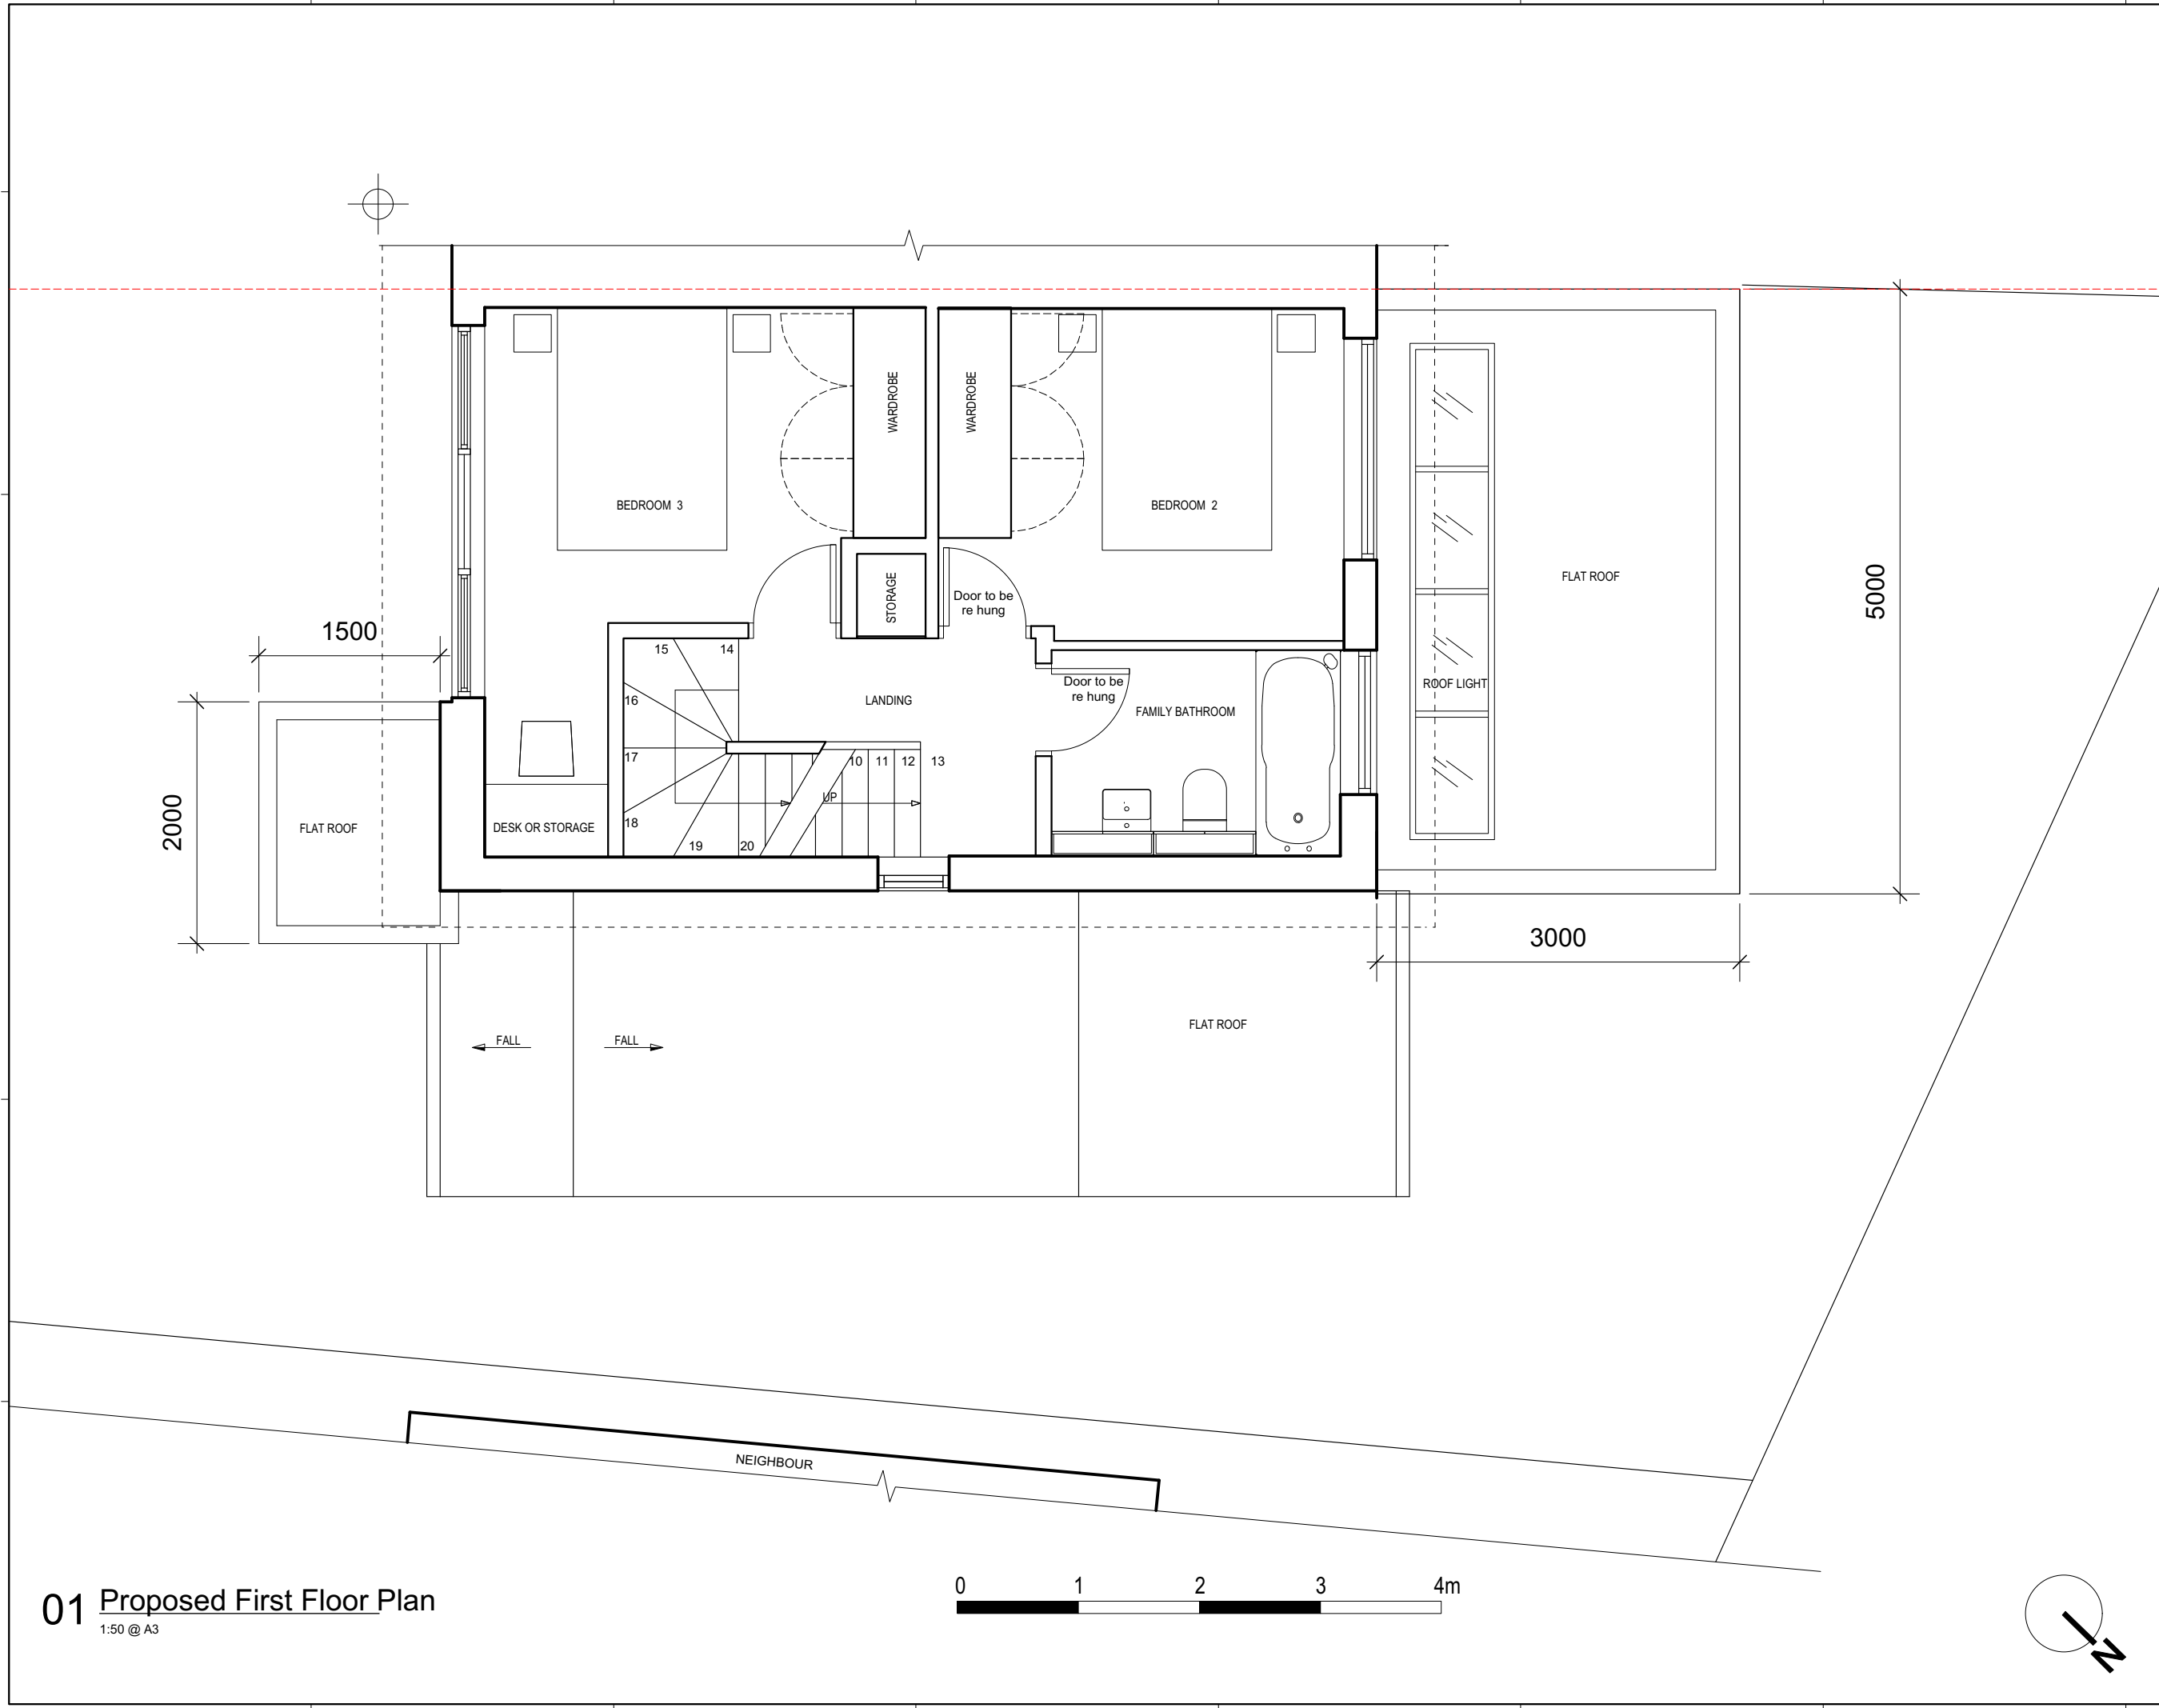 WARDROBE
WARDROBE
BEDROOM 3
BEDROOM 2
STORAGE
Door to be
re hung
FLAT ROOF
5000
1500
15
14
16
LANDING
Door to be
re hung
FAMILY BATHROOM
ROOF LIGHT
17
10
11
12
13
UP
2000
FLAT ROOF
DESK OR STORAGE
18
19
20
3000
FLAT ROOF
FALL
FALL
NEIGHBOUR
01 Proposed First Floor Plan
1:50 @ A3
0 1 2 3 4m
N